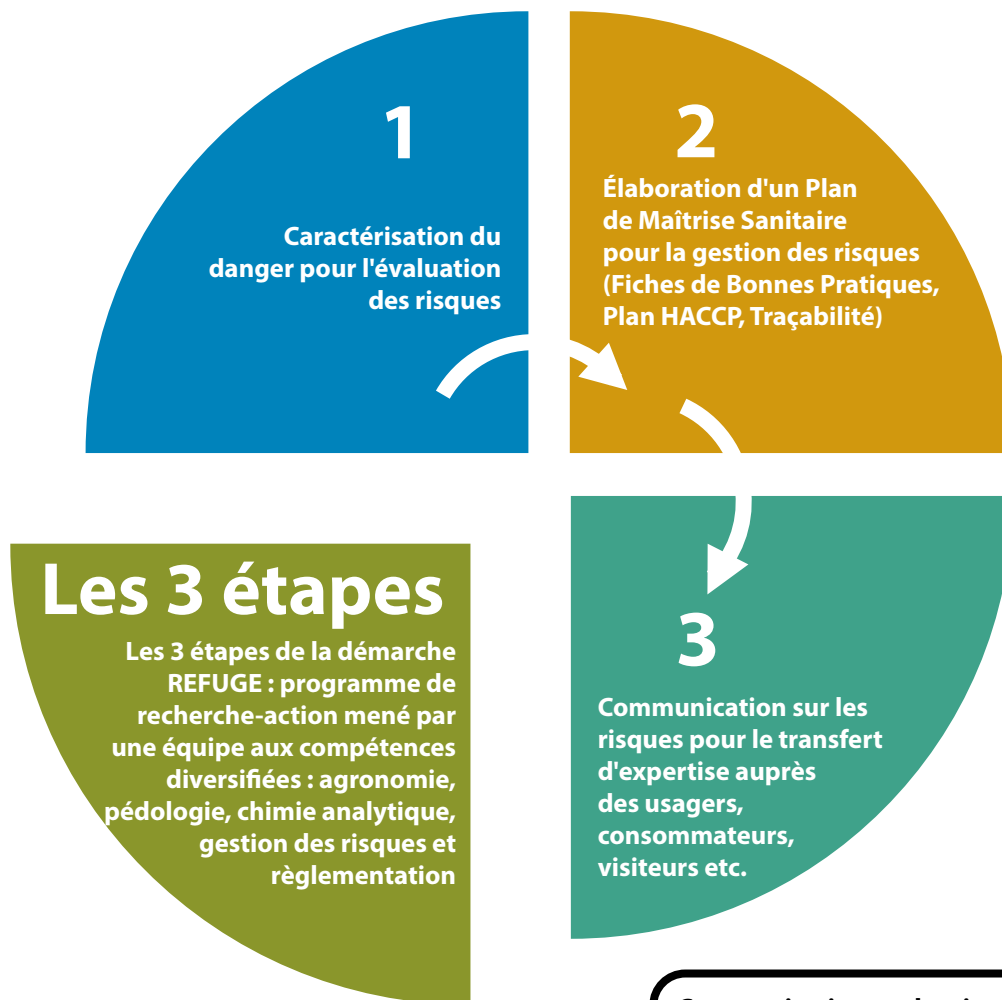 1
Caractérisation du
danger pour l'évaluation
des risques
2
Élaboration d'un Plan
de Maîtrise Sanitaire
pour la gestion des risques
(Fiches de Bonnes Pratiques,
Plan HACCP, Traçabilité)
3
Communication sur les
risques pour le transfert
d'expertise auprès
des usagers,
consommateurs,
visiteurs etc.
Les 3 étapes
Les 3 étapes de la démarche
REFUGE : programme de
recherche-action mené par
une équipe aux compétences
diversifiées : agronomie,
pédologie, chimie analytique,
gestion des risques et
règlementation